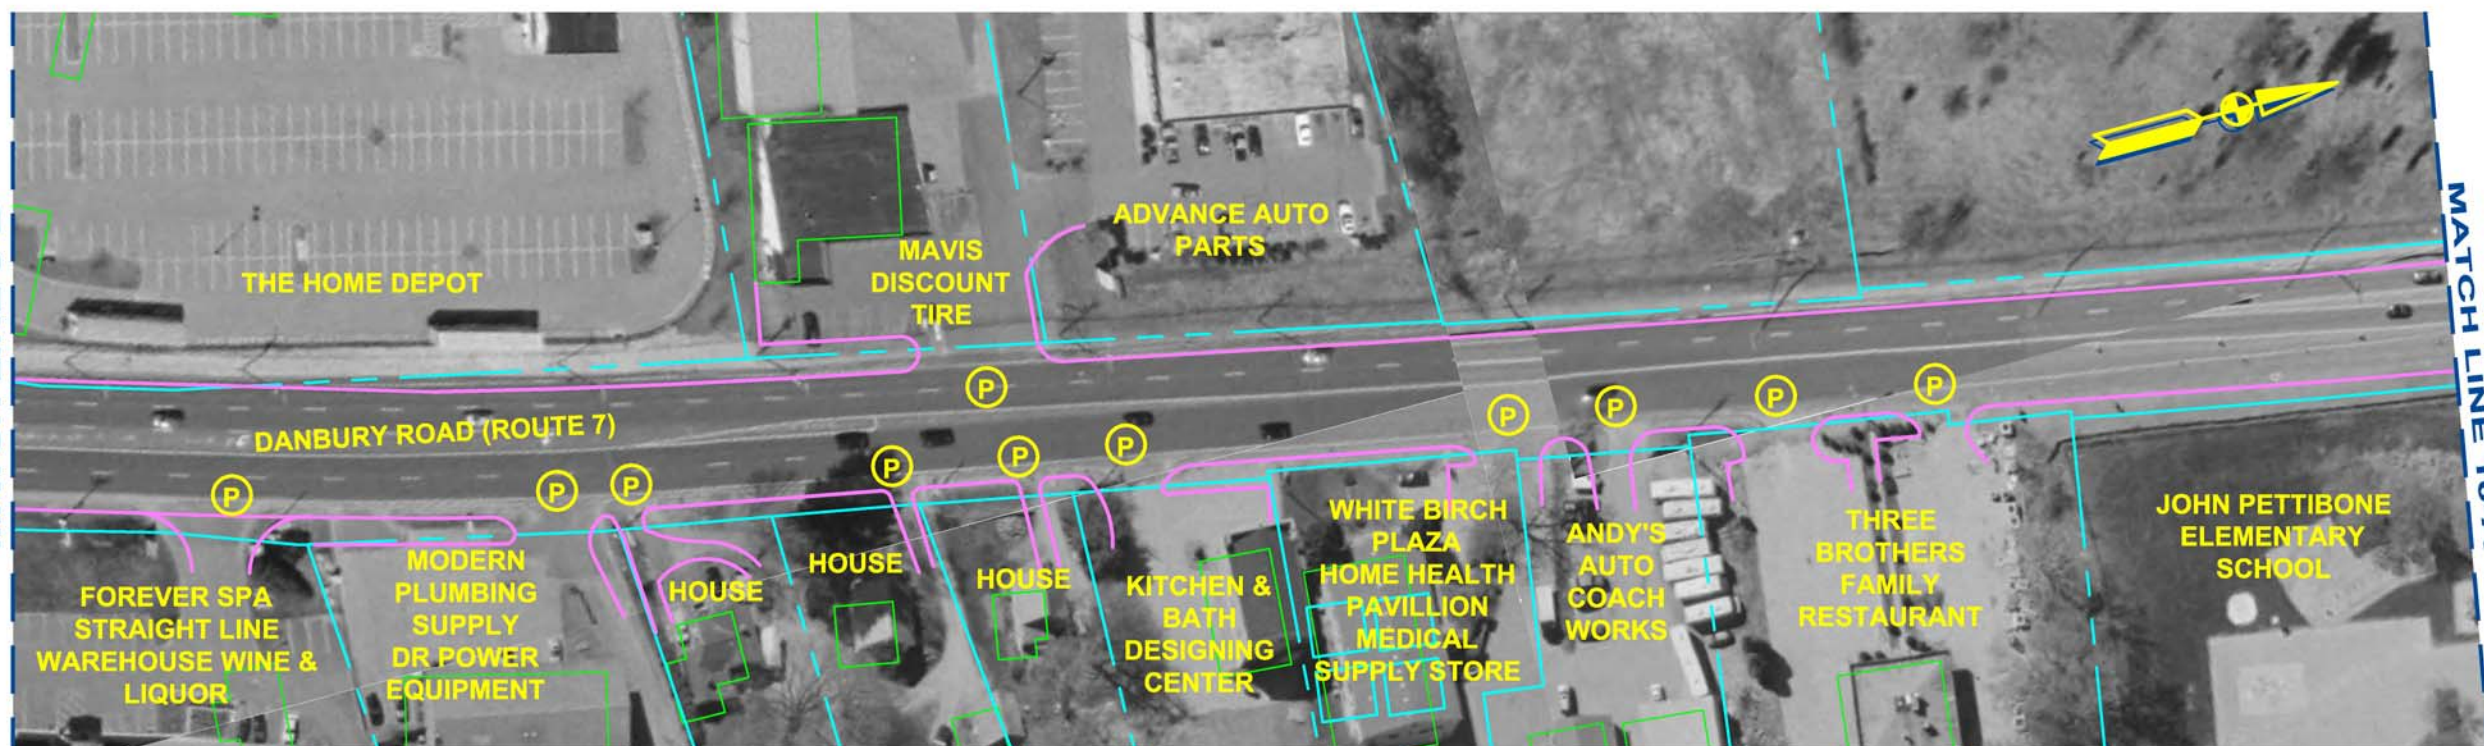 THE HOME DEPOT
MAVIS
DISCOUNT
TIRE
ADVANCE AUTO
PARTS
DANBURY ROAD (ROUTE 7)
P
P
P
P
P
P
P
P
P
P
P
FOREVER SPA
STRAIGHT LINE
WAREHOUSE WINE &
LIQUOR
MODERN
PLUMBING
SUPPLY
DR POWER
EQUIPMENT
HOUSE
HOUSE
HOUSE
KITCHEN &
BATH
DESIGNING
CENTER
WHITE BIRCH
PLAZA
HOME HEALTH
PAVILLION
MEDICAL
SUPPLY STORE
ANDY'S
AUTO
COACH
WORKS
THREE
BROTHERS
FAMILY
RESTAURANT
JOHN PETTIBONE
ELEMENTARY
SCHOOL
MATCH LINE